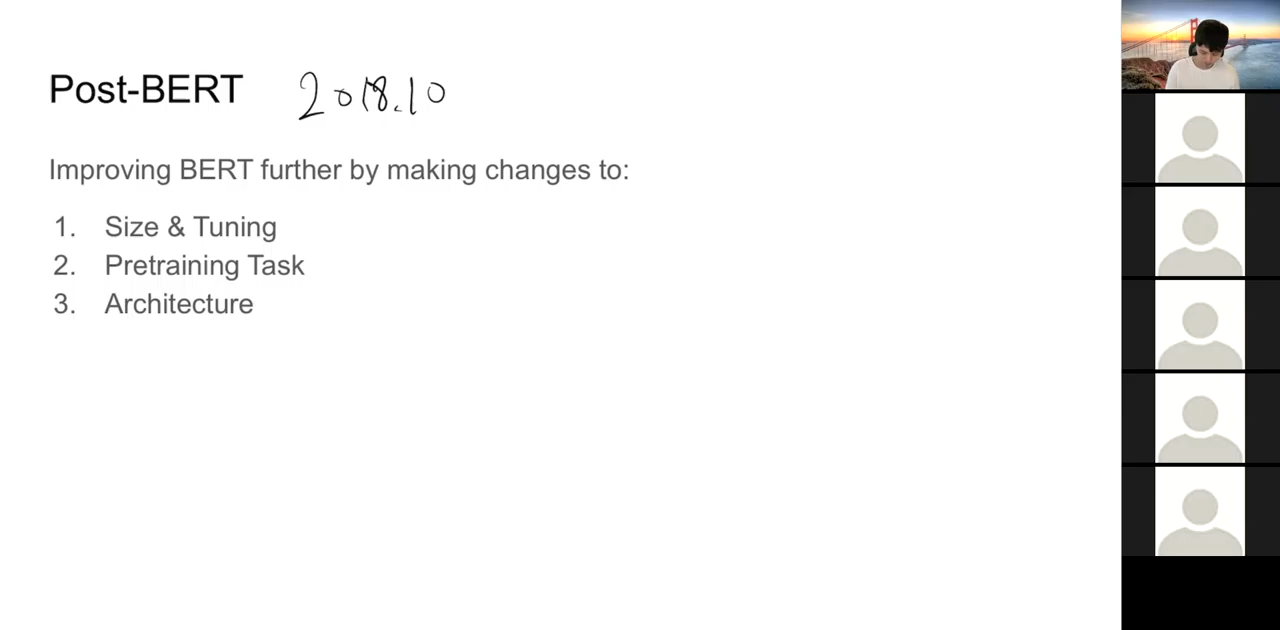 Post-BERT 2018.10
Improving BERT further by making changes to:
1. Size & Tuning
2. Pretraining Task
3. Architecture